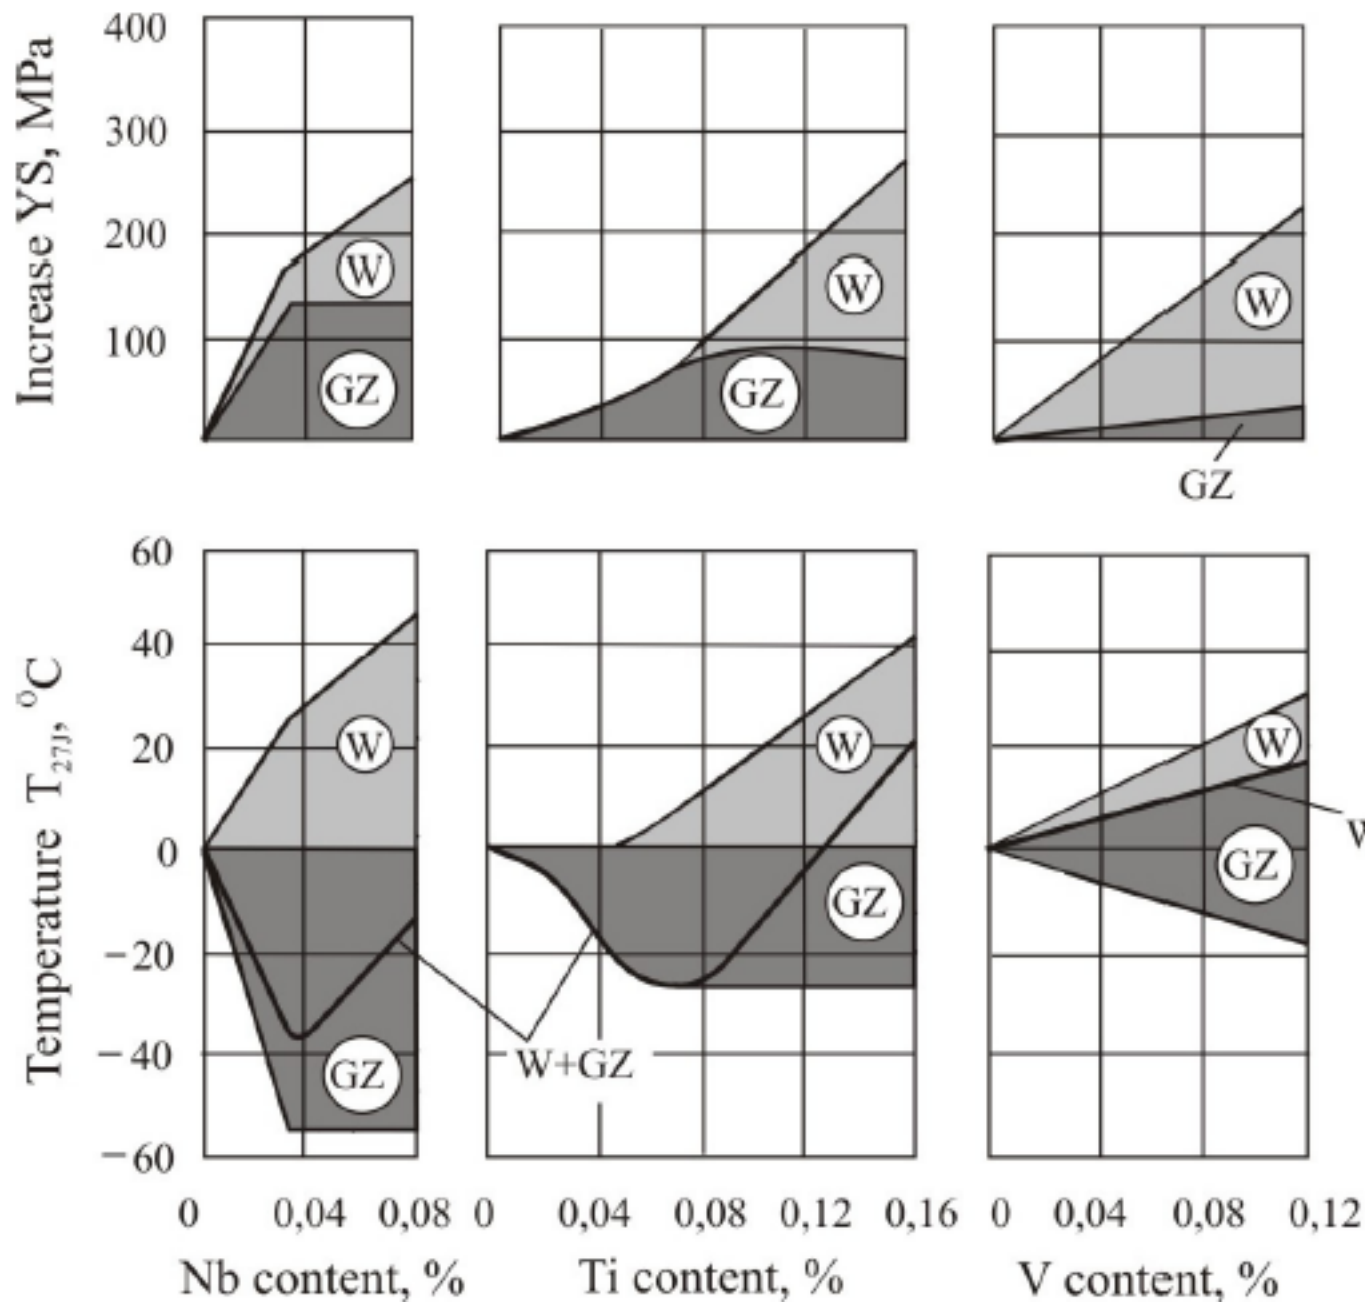 Increase YS, MPa
400
300
200
100
W
GZ
W
GZ
W
GZ
Temperature T27J, °C
60
40
20
0
−20
−40
−60
W
GZ
W+GZ
W
GZ
W
GZ
W
0 0,04 0,08 0 0,04 0,08 0,12 0,16 0 0,04 0,08 0,12
Nb content, % Ti content, % V content, %